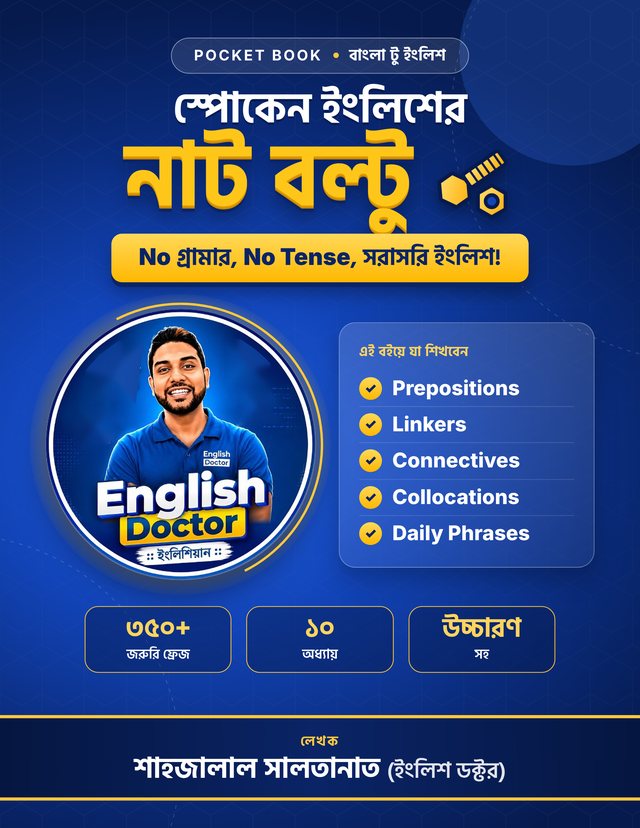 POCKET BOOK • বাংলা টু ইংলিশ
স্পোকেন ইংলিশের
নাট বল্টু
No গ্রামার, No Tense, সরাসরি ইংলিশ!
English
Doctor
English
Doctor
:: ইংলিশিয়ান ::
এই বইয়ে যা শিখবেন
Prepositions
Linkers
Connectives
Collocations
Daily Phrases
৩৫০+
জরুরি ফ্রেজ
১০
অধ্যায়
উচ্চারণ
সহ
লেখক
শাহজালাল সালতানাত (ইংলিশ ডক্টর)